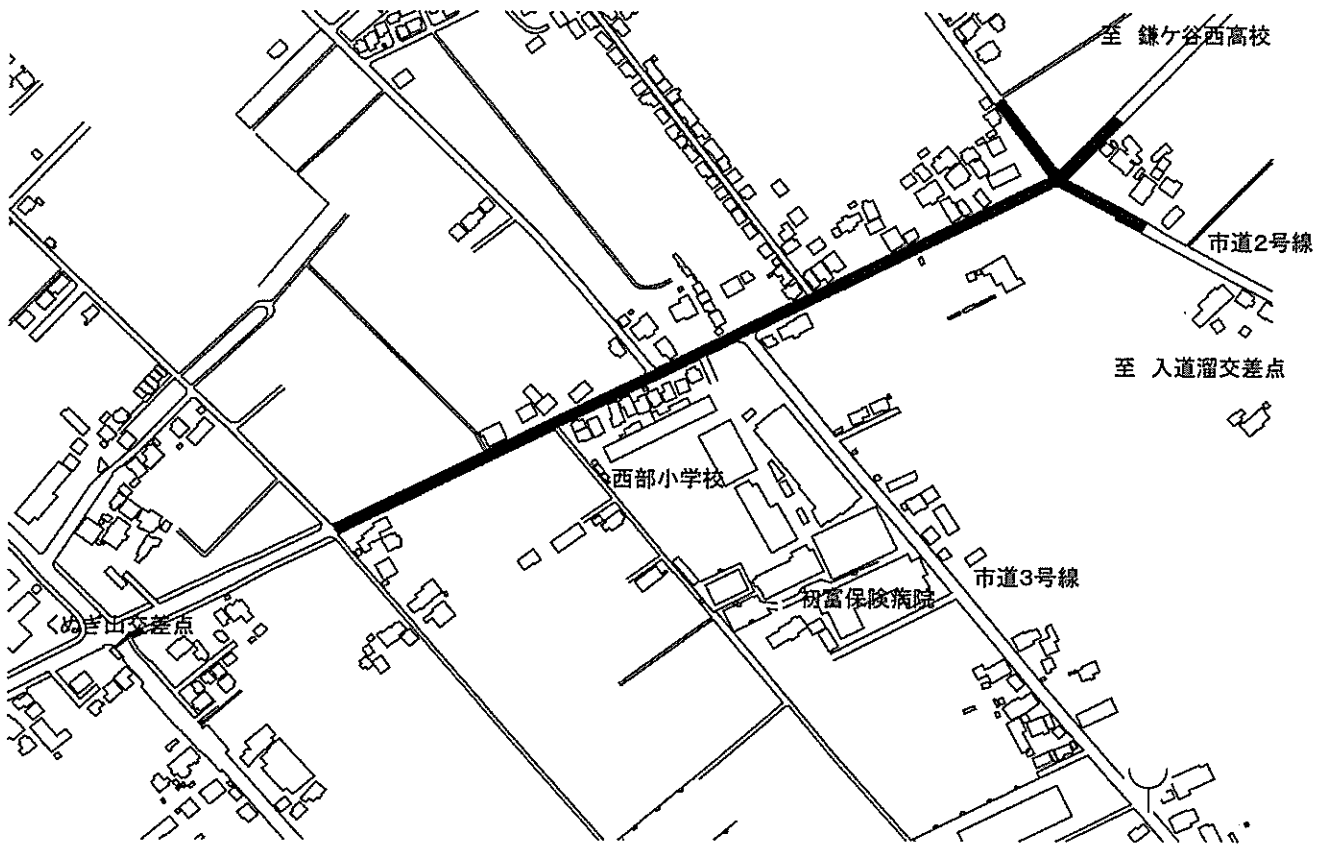 至 鎌ケ谷西高校
市道2号線
至 入道溜交差点
西部小学校
市道3号線
初富保険病院
くぬぎ山交差点